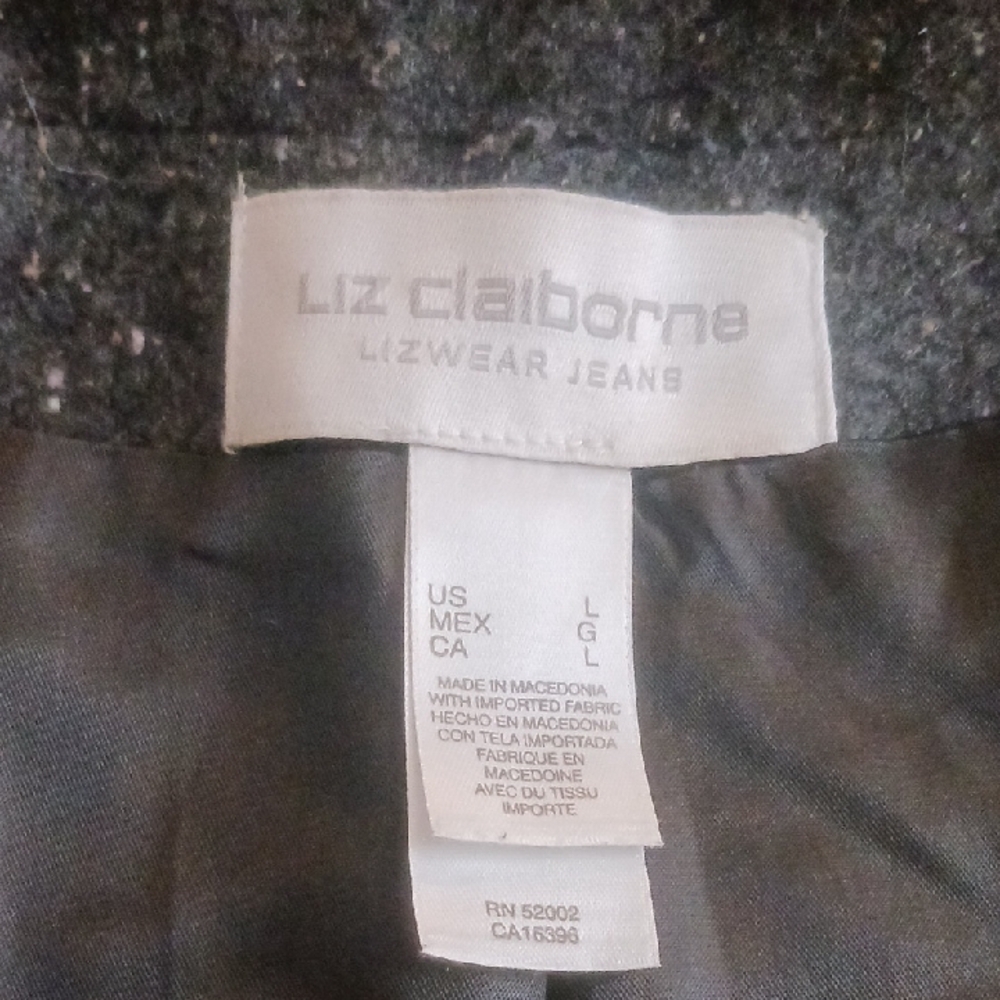 Liz claiborne
LIZWEAR JEANS
US L
MEX G
CA L
MADE IN MACEDONIA
WITH IMPORTED FABRIC
HECHO EN MACEDONIA
CON TELA IMPORTADA
FABRIQUE EN
MACEDOINE
AVEC DU TISSU
IMPORTE
RN 52002
CA16396